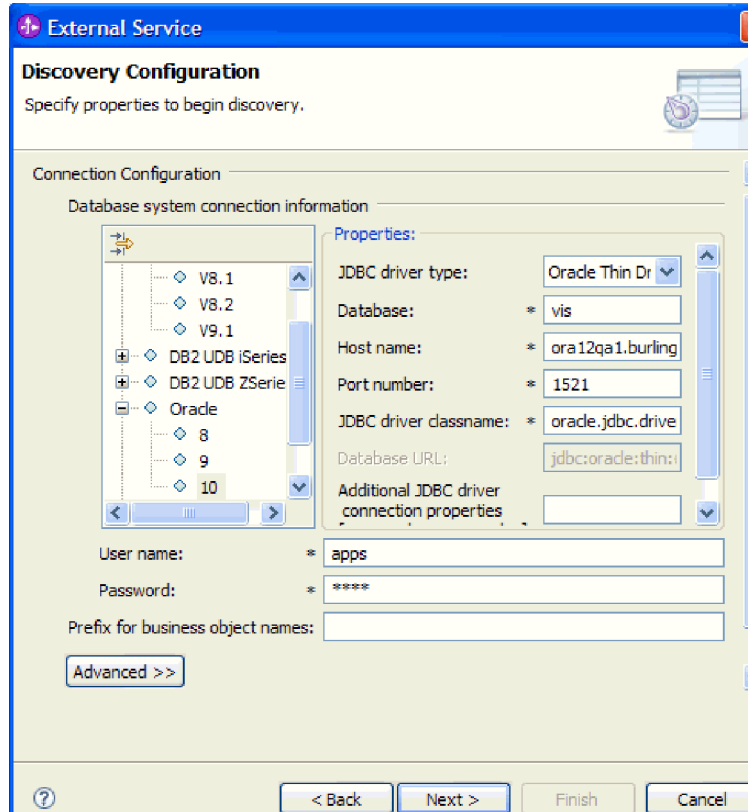 External Service
Discovery Configuration
Specify properties to begin discovery.
Connection Configuration
Database system connection information
V8.1
V8.2
V9.1
DB2 UDB iSeries
DB2 UDB ZSerie
Oracle
8
9
10
Properties:
JDBC driver type: Oracle Thin Dr
Database: * vis
Host name: * ora12qa1.burling
Port number: * 1521
JDBC driver classname: * oracle.jdbc.drive
Database URL: jdbc:oracle:thin:
Additional JDBC driver
connection properties
User name: * apps
Password: * ****
Prefix for business object names:
Advanced >>
< Back Next > Finish Cancel